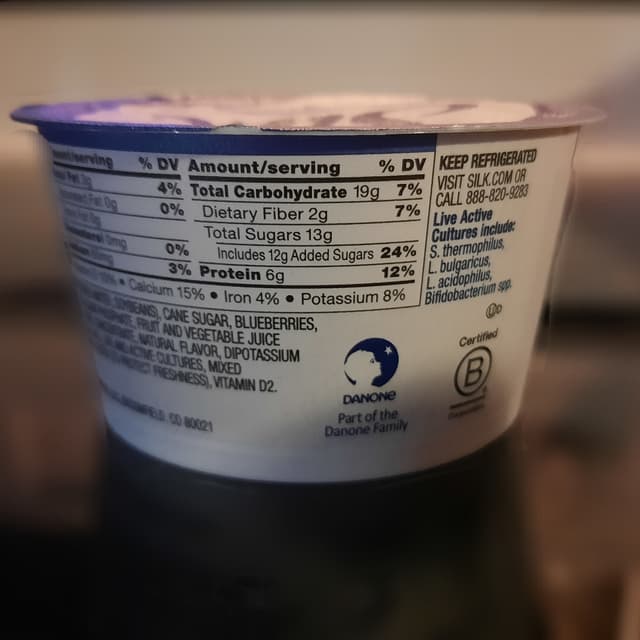 % DV
4%
0%
0%
3%
Amount/serving % DV
Total Carbohydrate 19g 7%
Dietary Fiber 2g 7%
Total Sugars 13g
Includes 12g Added Sugars 24%
Protein 6g 12%
• Calcium 15% • Iron 4% • Potassium 8%
CANE SUGAR, BLUEBERRIES,
FRUIT AND VEGETABLE JUICE
NATURAL FLAVOR, DIPOTASSIUM
CULTURES, MIXED
FRESHNESS), VITAMIN D2.
CO 80021
KEEP REFRIGERATED
VISIT SILK.COM OR
CALL 888-820-9283
Live Active
Cultures include:
S. thermophilus,
L. bulgaricus,
L. acidophilus,
Bifidobacterium spp.
Certified
B
DANONE
Part of the
Danone Family